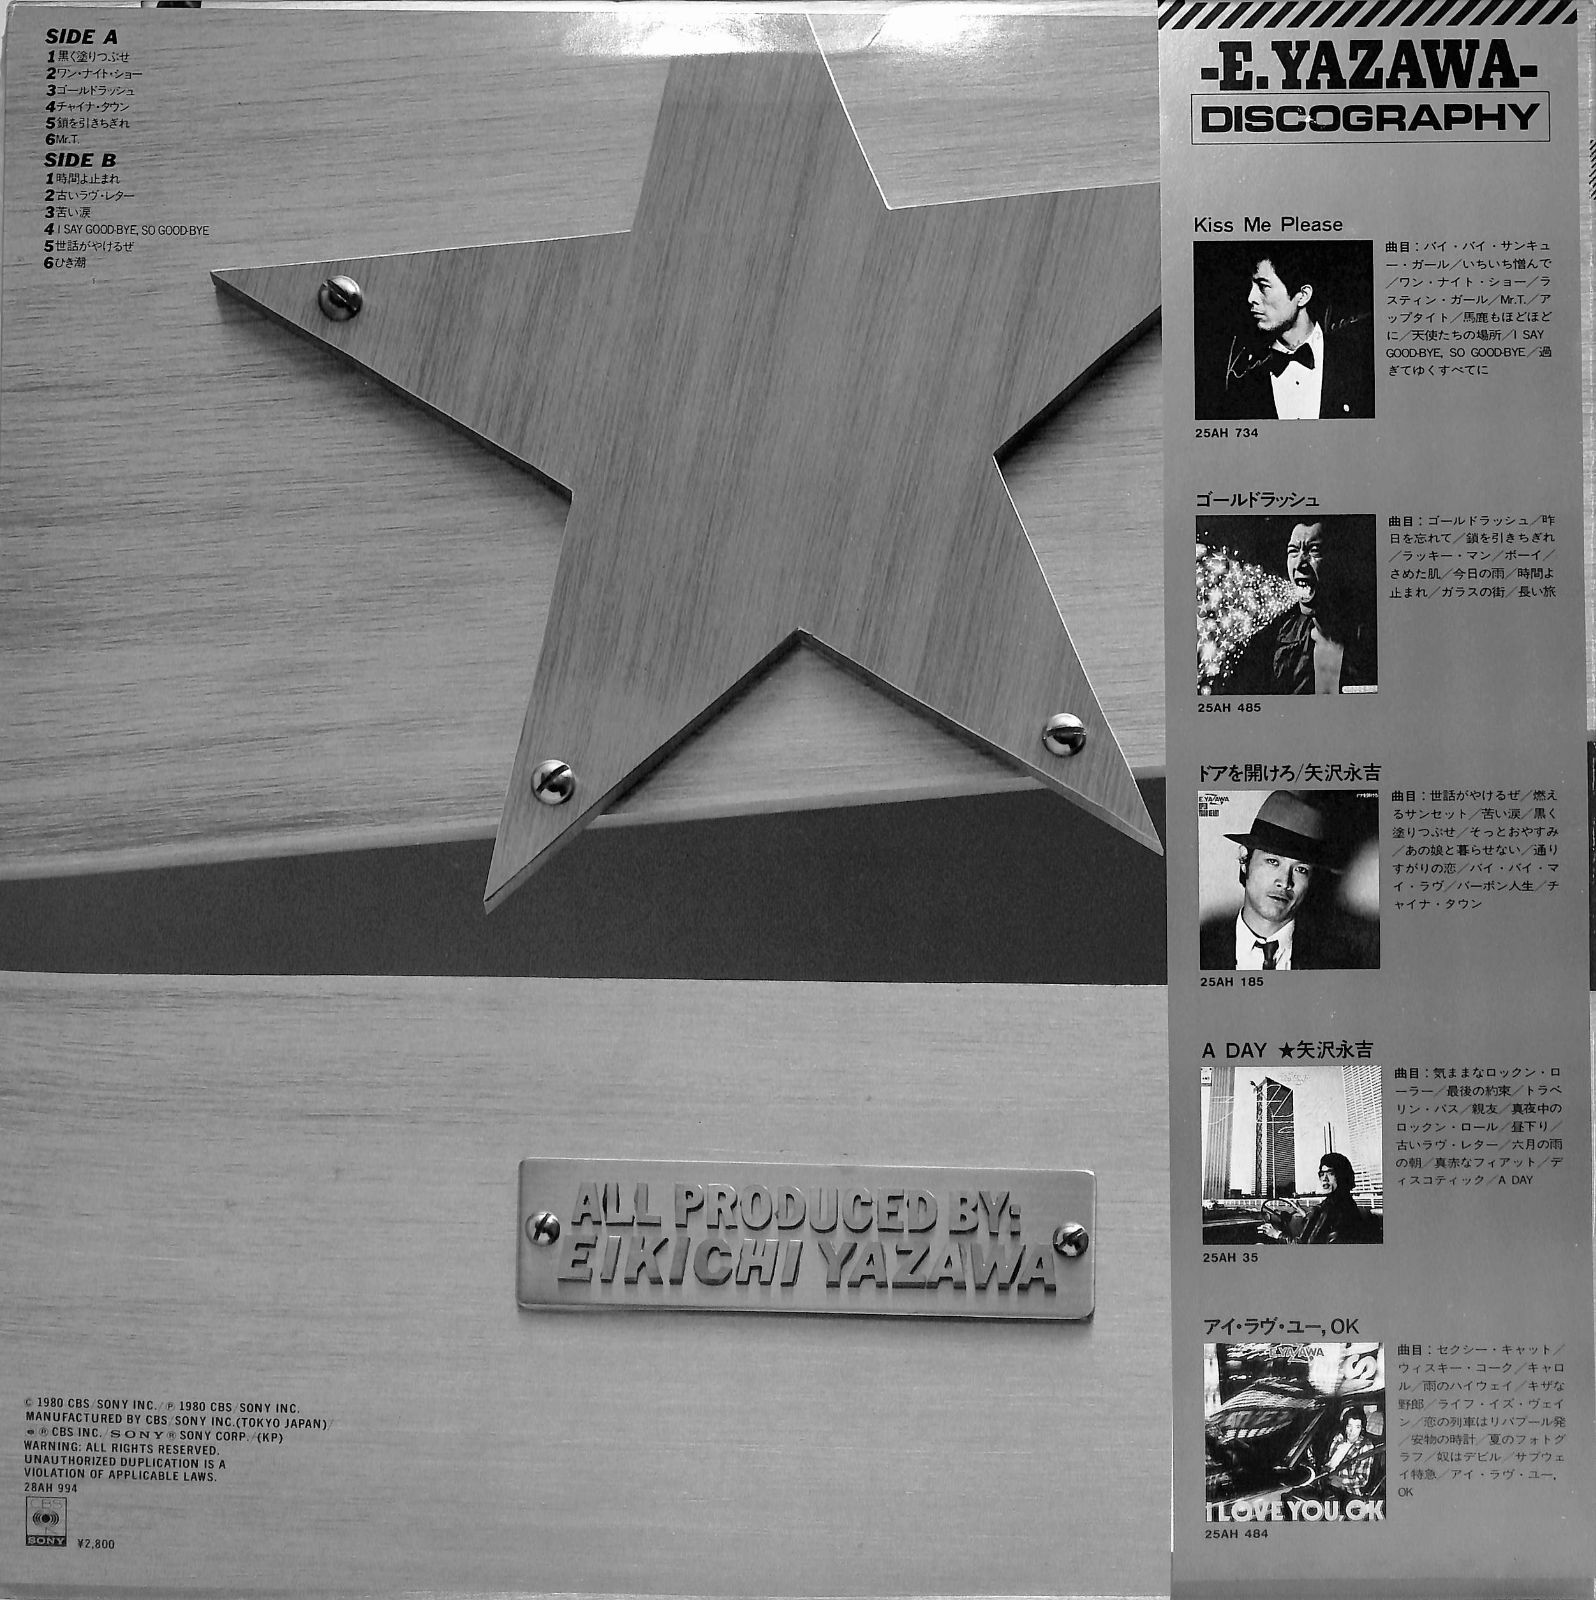 SIDE A
1 黒く塗りつぶせ
2 ワン・ナイト・ショー
3 ゴールドラッシュ
4 チャイナ・タウン
5 鎖を引きちぎれ
6 Mr.T.
SIDE B
1 時間よ止まれ
2 古いラヴ・レター
3 苦い涙
4 I SAY GOOD-BYE, SO GOOD-BYE
5 世話がやけるぜ
6 ひき潮
ALL PRODUCED BY:
EIKICHI YAZAWA
© 1980 CBS/SONY INC./℗ 1980 CBS/SONY INC.
MANUFACTURED BY CBS/SONY INC.(TOKYO JAPAN)/
® CBS INC./SONY® SONY CORP./(KP)
WARNING: ALL RIGHTS RESERVED.
UNAUTHORIZED DUPLICATION IS A
VIOLATION OF APPLICABLE LAWS.
28AH 994
CBS
SONY
¥2,800
-E.YAZAWA-
DISCOGRAPHY
Kiss Me Please
曲目：バイ・バイ・サンキュ
ー・ガール／いちいち憎んで
／ワン・ナイト・ショー／ラ
スティン・ガール／Mr.T.／ア
ップタイト／馬鹿もほどほど
に／天使たちの場所／I SAY
GOOD-BYE, SO GOOD-BYE／過
ぎてゆくすべてに
25AH 734
ゴールドラッシュ
曲目：ゴールドラッシュ／昨
日を忘れて／鎖を引きちぎれ
／ラッキー・マン／ボーイ／
さめた肌／今日の雨／時間よ
止まれ／ガラスの街／長い旅
25AH 485
ドアを開けろ/矢沢永吉
E.YAZAWA
曲目：世話がやけるぜ／燃え
るサンセット／苦い涙／黒く
塗りつぶせ／そっとおやすみ
／あの娘と暮らせない／通り
すがりの恋／バイ・バイ・マ
イ・ラヴ／バーボン人生／チ
ャイナ・タウン
25AH 185
A DAY ★矢沢永吉
曲目：気ままなロックン・ロ
ーラー／最後の約束／トラベ
リン・バス／親友／真夜中の
ロックン・ロール／昼下り／
古いラヴ・レター／六月の雨
の朝／真赤なフィアット／デ
ィスコティック／A DAY
25AH 35
アイ・ラヴ・ユー, OK
E.YAZAWA
I LOVE YOU, OK
曲目：セクシー・キャット／
ウィスキー・コーク／キャロ
ル／雨のハイウェイ／キザな
野郎／ライフ・イズ・ヴェイ
ン／恋の列車はリバプール発
／安物の時計／夏のフォトグ
ラフ／奴はデビル／サブウェ
イ特急／アイ・ラヴ・ユー,
OK
25AH 484